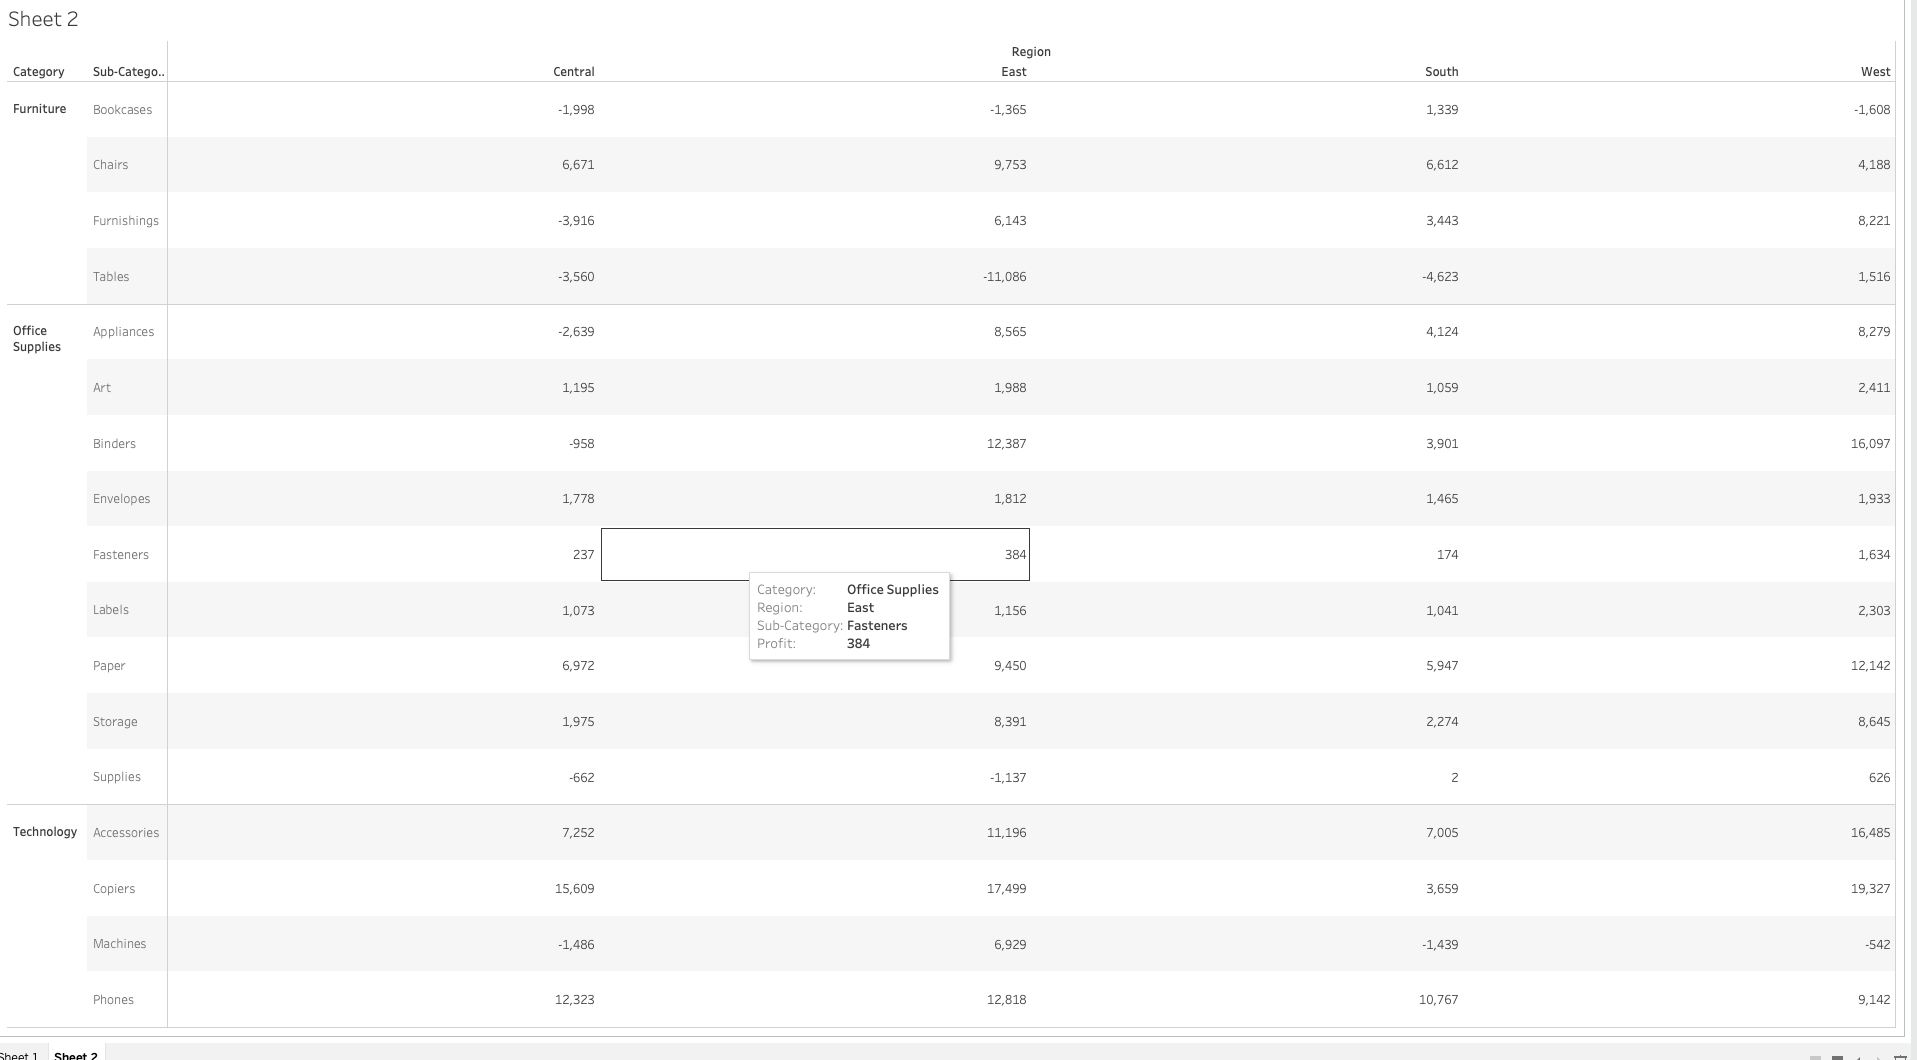 Sheet 2
Region
Category Sub-Catego.. Central East South West
Furniture Bookcases -1,998 -1,365 1,339 -1,608
Chairs 6,671 9,753 6,612 4,188
Furnishings -3,916 6,143 3,443 8,221
Tables -3,560 -11,086 -4,623 1,516
Office Supplies Appliances -2,639 8,565 4,124 8,279
Art 1,195 1,988 1,059 2,411
Binders -958 12,387 3,901 16,097
Envelopes 1,778 1,812 1,465 1,933
Fasteners 237 384 174 1,634
Category: Office Supplies
Region: East
Sub-Category: Fasteners
Profit: 384
Labels 1,073 1,156 1,041 2,303
Paper 6,972 9,450 5,947 12,142
Storage 1,975 8,391 2,274 8,645
Supplies -662 -1,137 2 626
Technology Accessories 7,252 11,196 7,005 16,485
Copiers 15,609 17,499 3,659 19,327
Machines -1,486 6,929 -1,439 -542
Phones 12,323 12,818 10,767 9,142
Sheet 1 Sheet 2